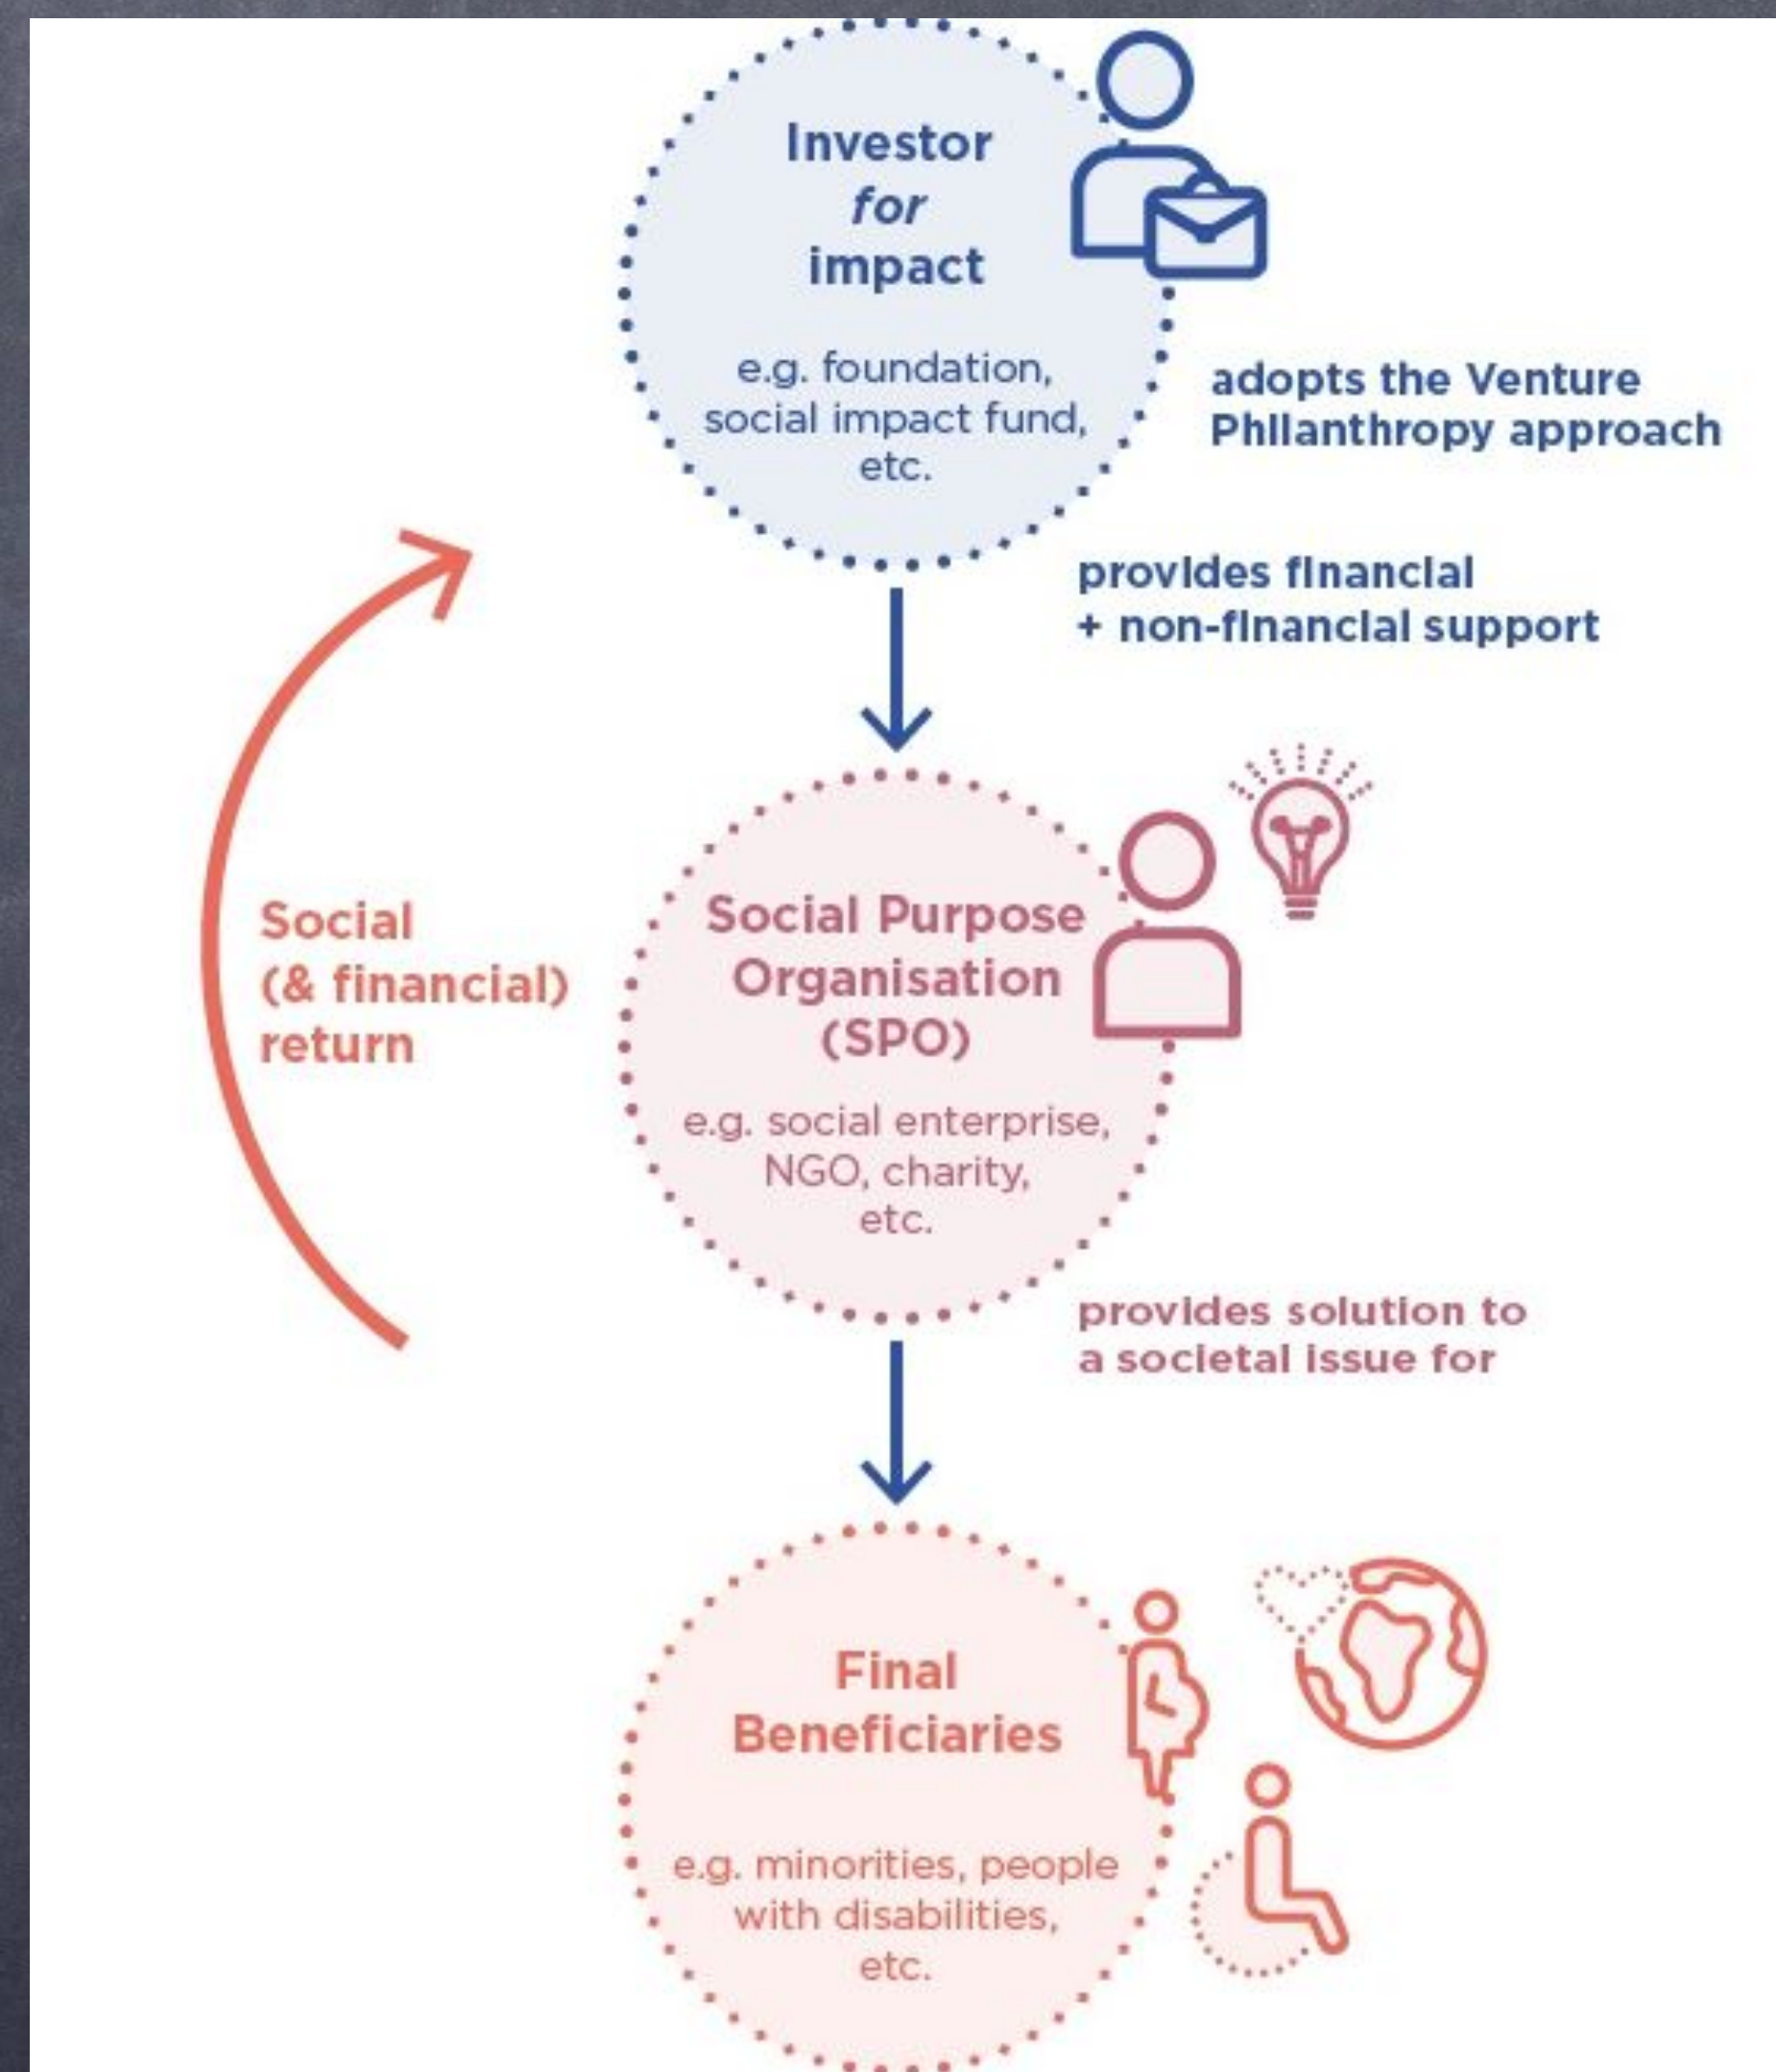 Investor
for
impact
e.g. foundation,
social impact fund,
etc.
adopts the Venture
Philanthropy approach
provides financial
+ non-financial support
Social
(& financial)
return
Social Purpose
Organisation
(SPO)
e.g. social enterprise,
NGO, charity,
etc.
provides solution to
a societal issue for
Final
Beneficiaries
e.g. minorities, people
with disabilities,
etc.